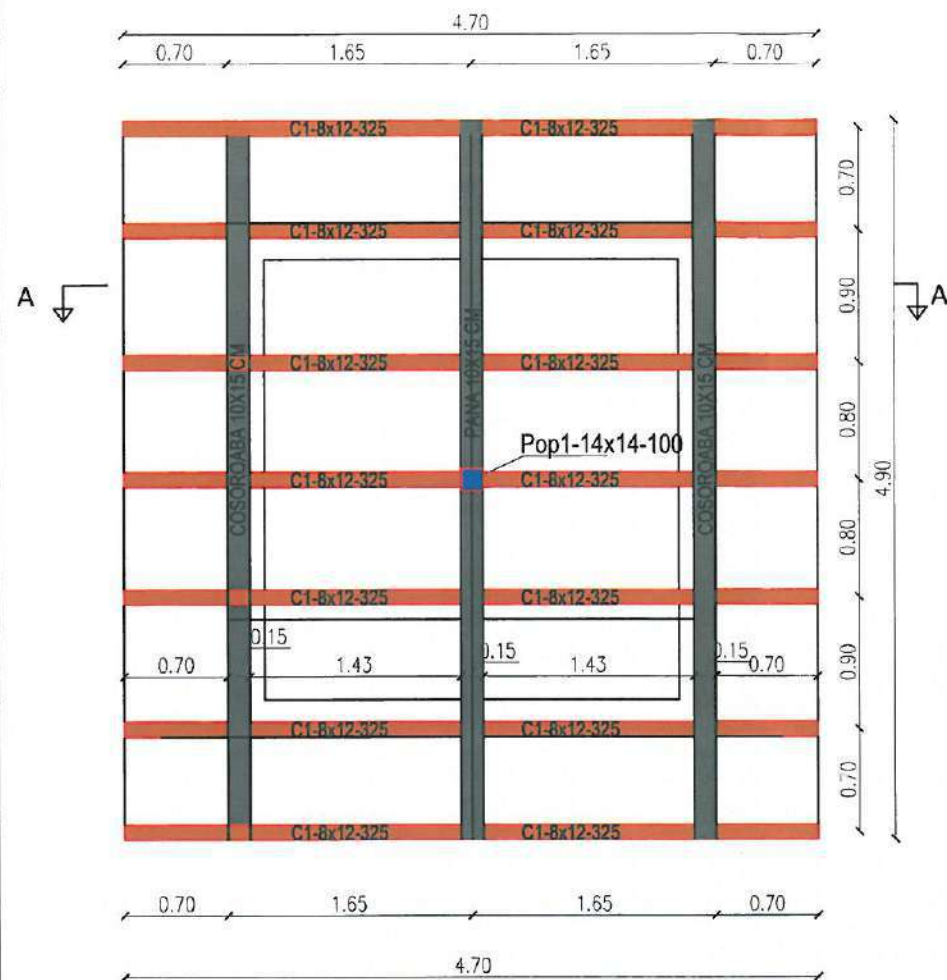 4.70
0.70 1.65 1.65 0.70
C1-8x12-325 C1-8x12-325
0.70
C1-8x12-325 C1-8x12-325
A A
0.90
C1-8x12-325 C1-8x12-325
COSOROABA 10X15 CM
PANA 10X15 CM
COSOROABA 10X15 CM
0.80
Pop1-14x14-100
C1-8x12-325 C1-8x12-325
4.90
0.80
C1-8x12-325 C1-8x12-325
0.15 0.15 0.15
0.70 1.43 1.43 0.70
0.90
C1-8x12-325 C1-8x12-325
0.70
C1-8x12-325 C1-8x12-325
0.70 1.65 1.65 0.70
4.70